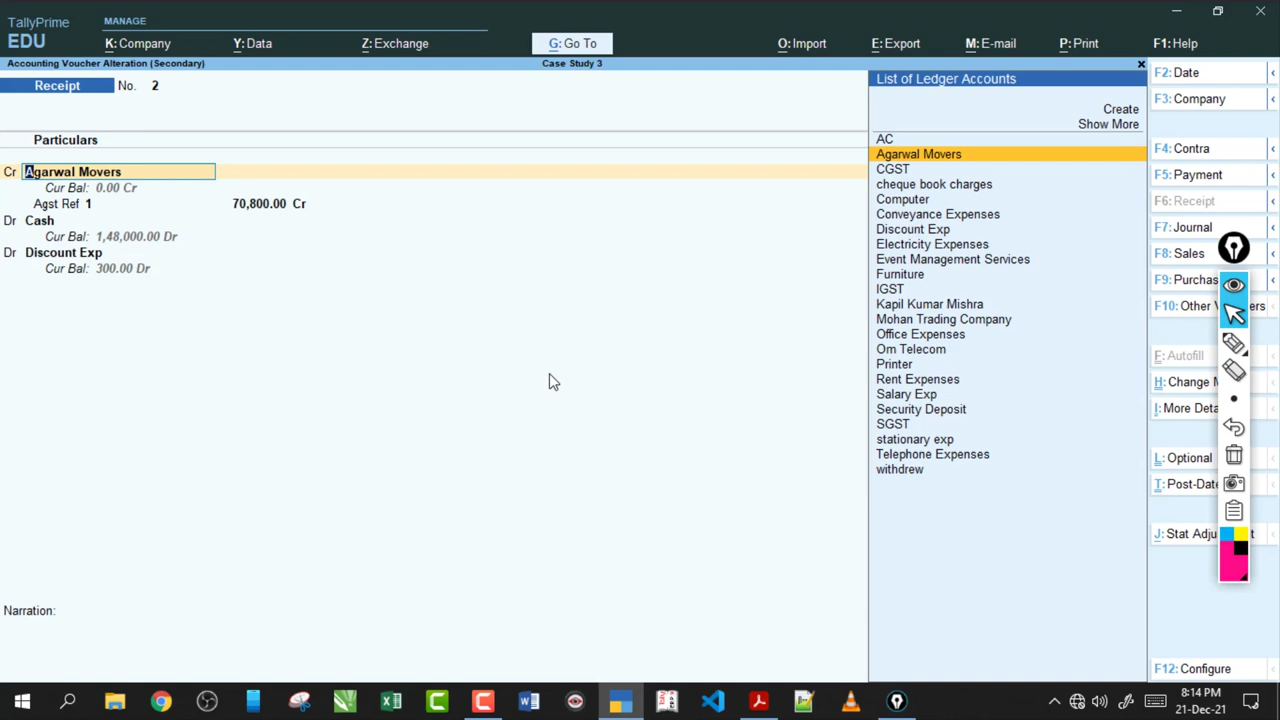 TallyPrime
EDU
MANAGE
K: Company
Y: Data
Z: Exchange
G: Go To
O: Import
E: Export
M: E-mail
P: Print
F1: Help
Accounting Voucher Alteration (Secondary)
Case Study 3
Receipt No. 2
Particulars
Cr Agarwal Movers
Cur Bal: 0.00 Cr
Agst Ref 1 70,800.00 Cr
Dr Cash
Cur Bal: 1,48,000.00 Dr
Dr Discount Exp
Cur Bal: 300.00 Dr
Narration:
List of Ledger Accounts
Create
Show More
AC
Agarwal Movers
CGST
cheque book charges
Computer
Conveyance Expenses
Discount Exp
Electricity Expenses
Event Management Services
Furniture
IGST
Kapil Kumar Mishra
Mohan Trading Company
Office Expenses
Om Telecom
Printer
Rent Expenses
Salary Exp
Security Deposit
SGST
stationary exp
Telephone Expenses
withdrew
F2: Date
F3: Company
F4: Contra
F5: Payment
F6: Receipt
F7: Journal
F8: Sales
F9: Purchas
F10: Other V ers
F: Autofill
H: Change M
I: More Deta
L: Optional
T: Post-Date
J: Stat Adju t
F12: Configure
8:14 PM
21-Dec-21